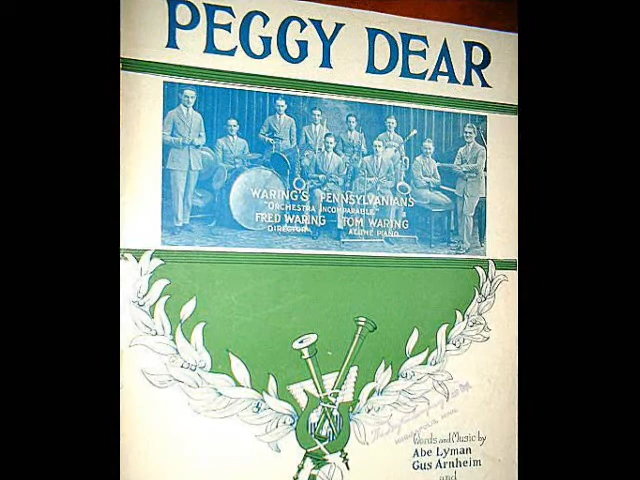 PEGGY DEAR
WARING'S PENNSYLVANIANS
"ORCHESTRA INCOMPARABLE"
FRED WARING - TOM WARING
DIRECTOR AT THE PIANO
Words and Music by
Abe Lyman
Gus Arnheim
and